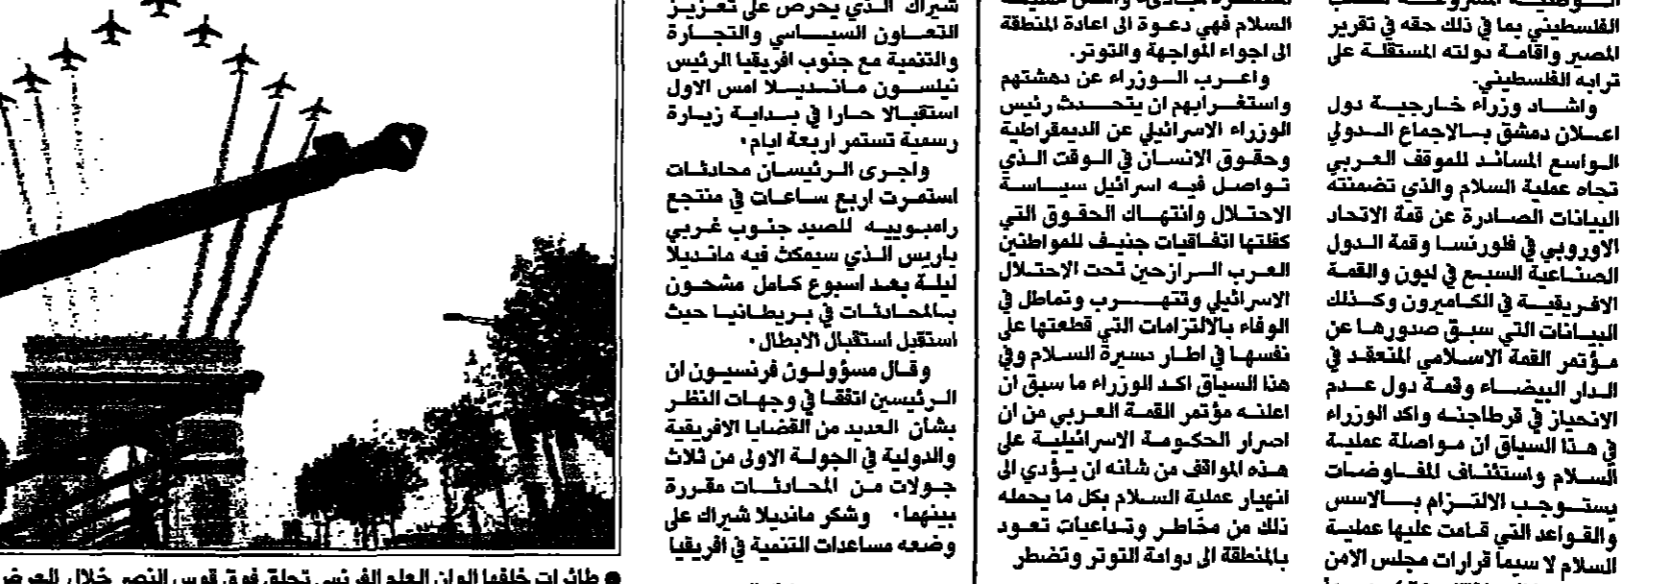 الفلسطيني بما في ذلك حقه في تقرير
المصير واقامة دولته المستقلة على
ترابه الفلسطيني.
واشاد وزراء خارجية دول
اعلان دمشق بالاجماع الدولي
الواسع المساند للموقف العربي
تجاه عملية السلام والذي تضمنته
البيانات الصادرة عن قمة الاتحاد
الاوروبي في فلورنسا وقمة الدول
الصناعية السبع في ليون والقمة
الافريقية في الكاميرون وكذلك
البيانات التي سبق صدورها عن
مؤتمر القمة الاسلامي المنعقد في
الدار البيضاء وقمة دول عدم
الانحياز في قرطاجنه واكد الوزراء
في هذا السياق ان مواصلة عملية
السلام واستئناف المفاوضات
يستوجب الالتزام بالاسس
والقواعد التي قامت عليها عملية
السلام لا سيما قرارات مجلس الامن
السلام فهي دعوة الى اعادة المنطقة
الى اجواء المواجهة والتوتر.
واعرب الوزراء عن دهشتهم
واستغرابهم ان يتحدث رئيس
الوزراء الاسرائيلي عن الديمقراطية
وحقوق الانسان في الوقت الذي
تواصل فيه اسرائيل سياسة
الاحتلال وانتهاك الحقوق التي
كفلتها اتفاقيات جنيف للمواطنين
العرب الرازحين تحت الاحتلال
الاسرائيلي وتتهرب وتماطل في
الوفاء بالالتزامات التي قطعتها على
نفسها في اطار مسيرة السلام وفي
هذا السياق اكد الوزراء ما سبق ان
اعلنه مؤتمر القمة العربي من ان
اصرار الحكومة الاسرائيلية على
هذه المواقف من شأنه ان يؤدي الى
انهيار عملية السلام بكل ما يحمله
ذلك من مخاطر وتداعيات تعود
بالمنطقة الى دوامة التوتر وتضطر
شيراك الذي يحرص على تعزيز
التعاون السياسي والتجارة
والتنمية مع جنوب افريقيا الرئيس
نيلسون مانديلا امس الاول
استقبالا حارا في بداية زيارة
رسمية تستمر اربعة ايام.
واجرى الرئيسان محادثات
استمرت اربع ساعات في منتجع
رامبوييه للصيد جنوب غربي
باريس الذي سيمكث فيه مانديلا
ليلة بعد اسبوع كامل مشحون
بالمحادثات في بريطانيا حيث
استقبل استقبال الابطال.
وقال مسؤولون فرنسيون ان
الرئيسين اتفقا في وجهات النظر
بشأن العديد من القضايا الافريقية
والدولية في الجولة الاولى من ثلاث
جولات من المحادثات مقررة
بينهما. وشكر مانديلا شيراك على
وضعه مساعدات التنمية في افريقيا
● طائرات خلفها الوان العلم الفرنسي تحلق فوق قوس النصر خلال العرض